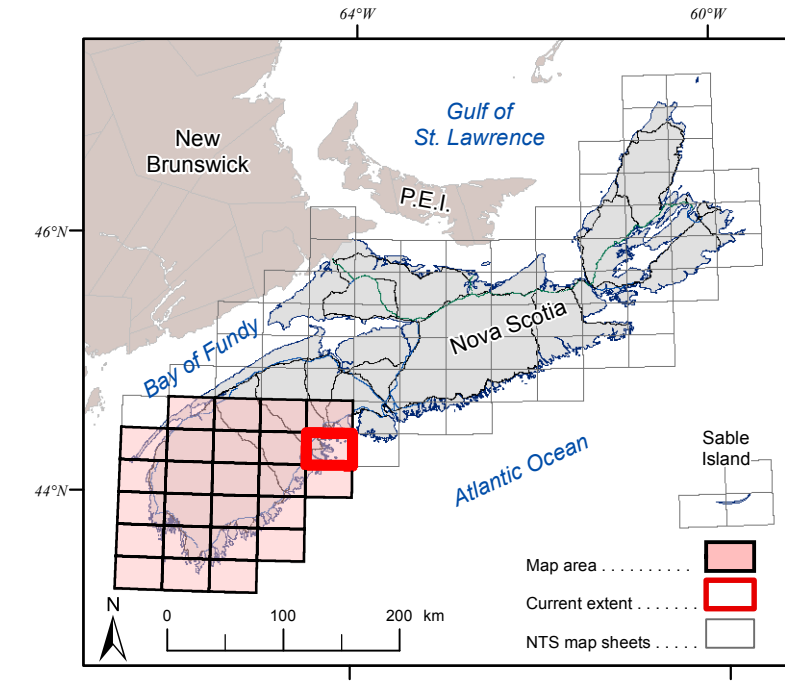 64°W
60°W
Gulf of
St. Lawrence
New
Brunswick
P.E.I.
46°N
Nova Scotia
Bay of Fundy
Sable
Island
Atlantic Ocean
44°N
Map area . . . . . . . . . .
Current extent . . . . . . .
NTS map sheets . . . . .
N
0 100 200 km